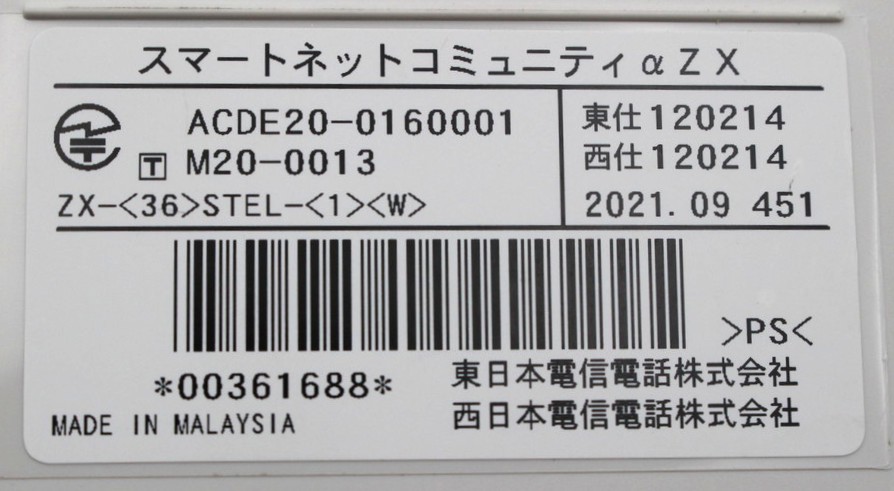 スマートネットコミュニティαZX
ACDE20-0160001
T M20-0013
ZX-<36>STEL-<1><W>
東仕120214
西仕120214
2021.09 451
*00361688*
>PS<
東日本電信電話株式会社
西日本電信電話株式会社
MADE IN MALAYSIA